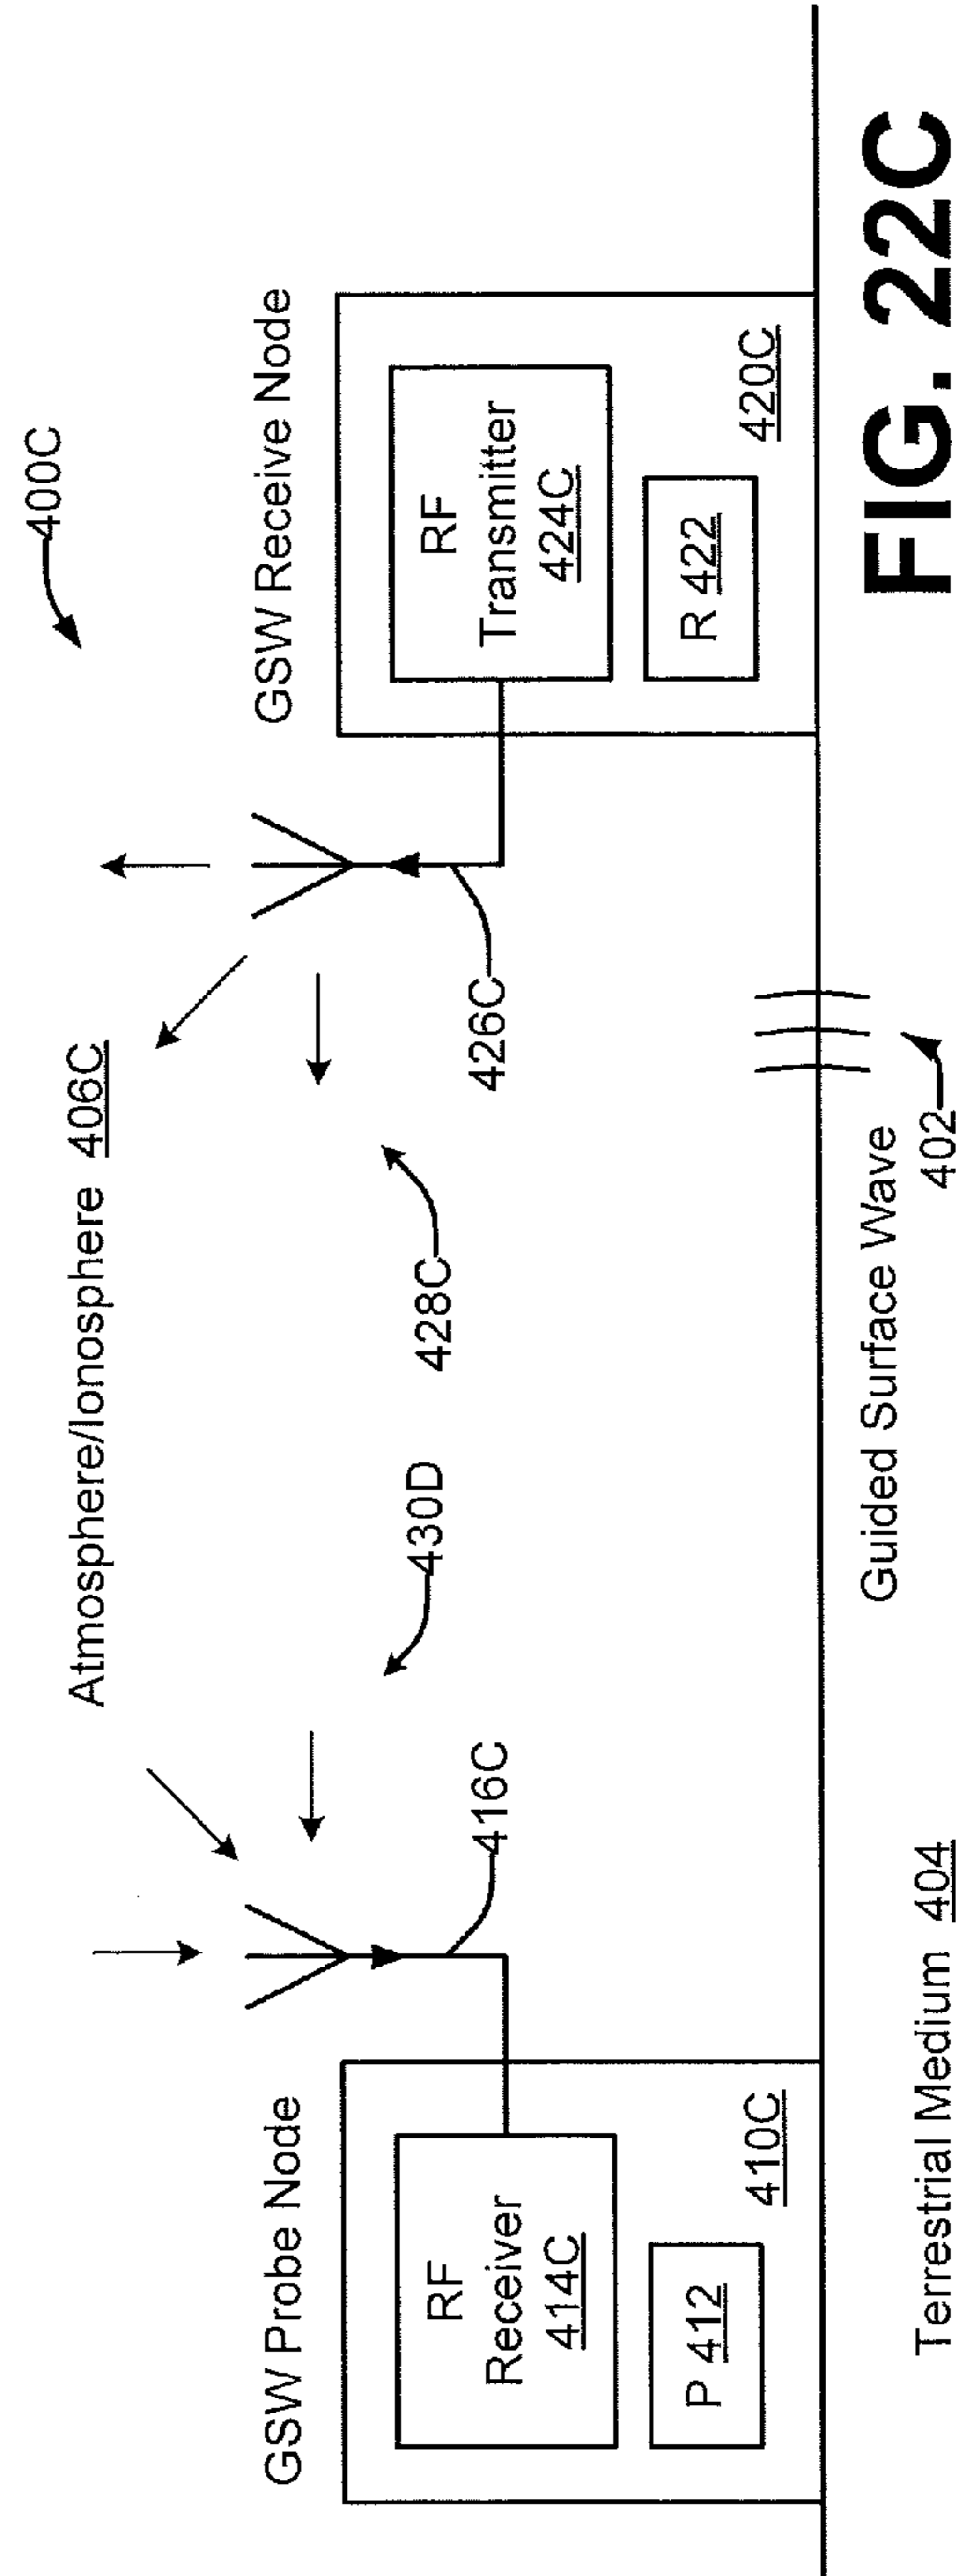 400C
Atmosphere/Ionosphere 406C
GSW Probe Node
GSW Receive Node
430D
428C
416C
426C
RF
Receiver
414C
P 412
410C
RF
Transmitter
424C
R 422
420C
Guided Surface Wave
402
Terrestrial Medium 404
FIG. 22C